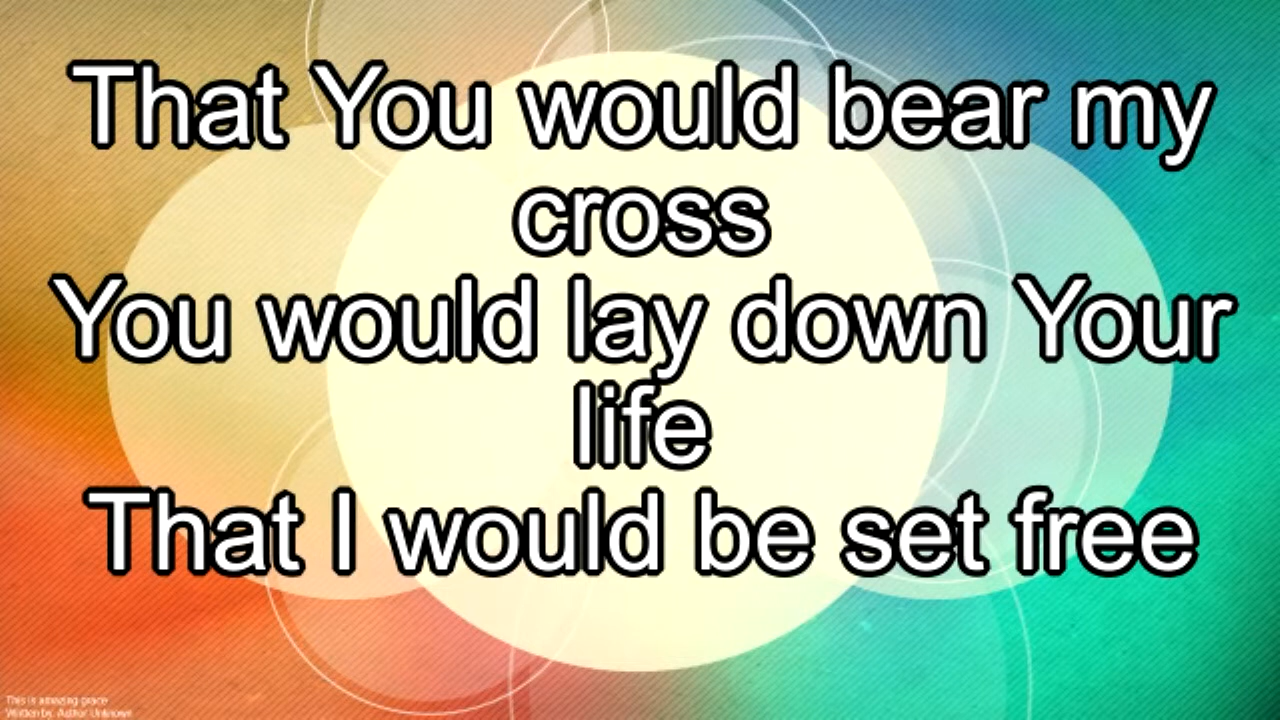 That You would bear my
cross
You would lay down Your
life
That I would be set free
This is amazing grace
Written by: Author Unknown